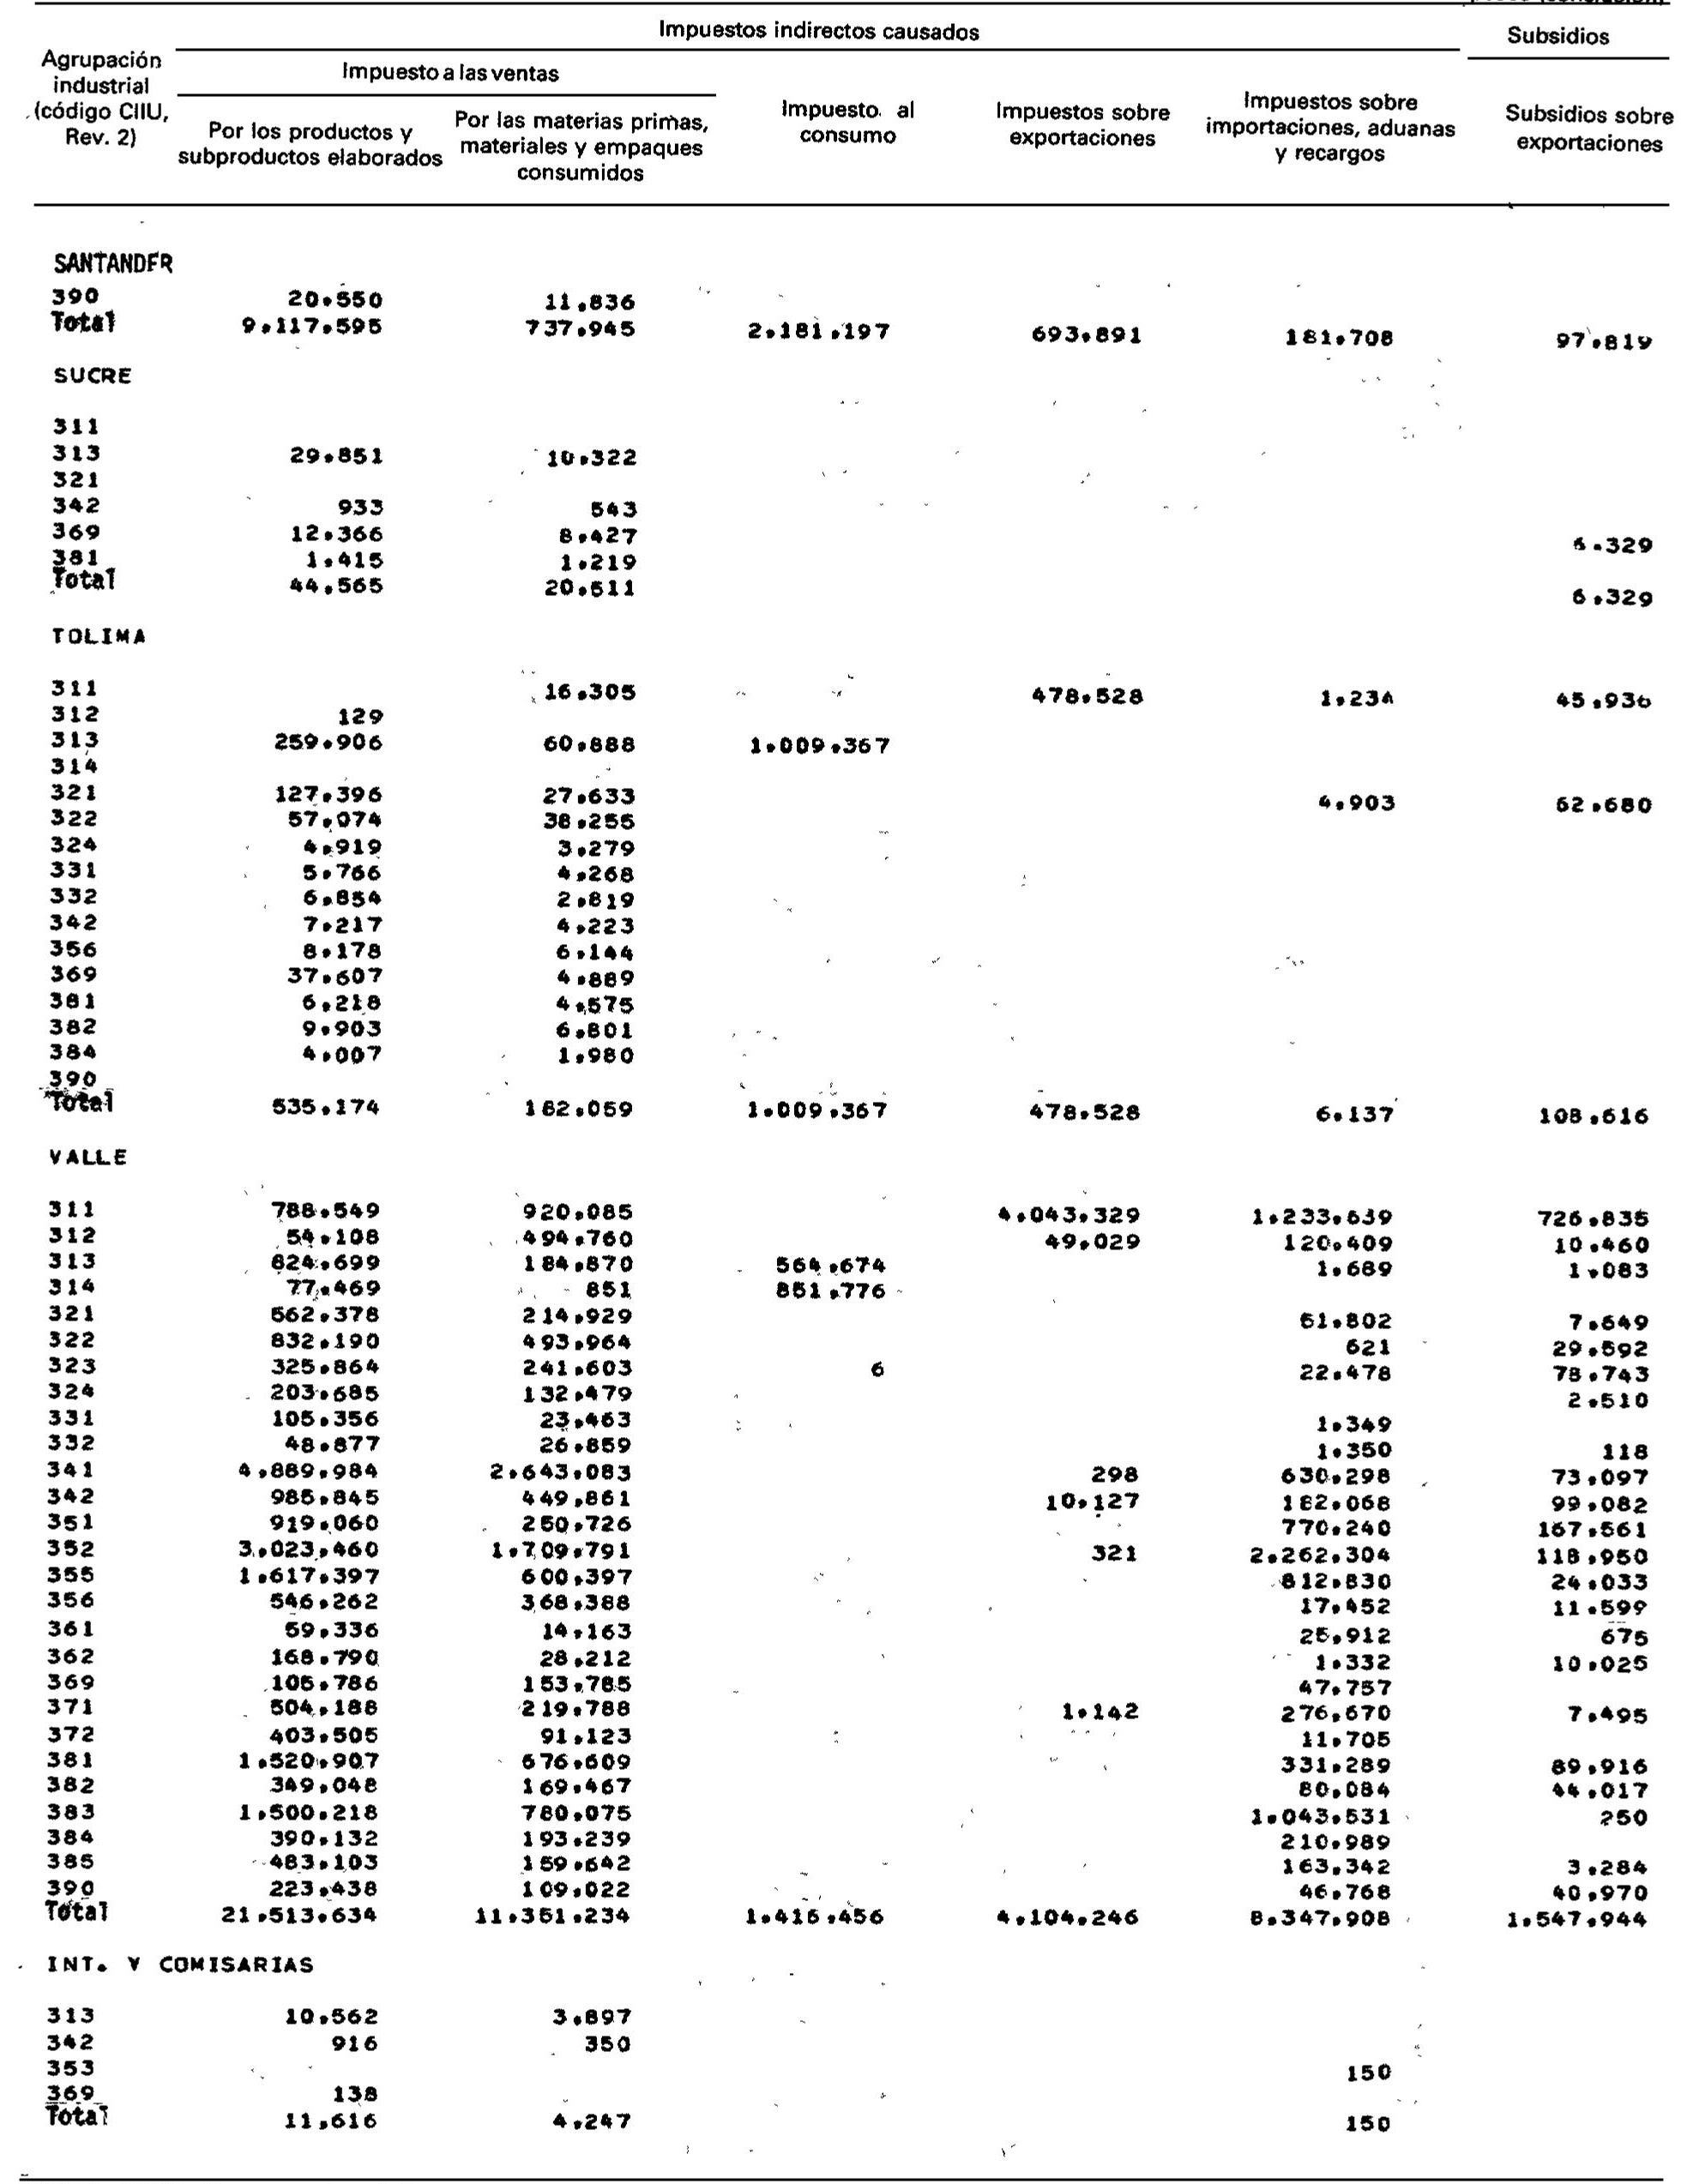 Impuestos indirectos causados Subsidios
Agrupación industrial (código CIIU, Rev. 2) Impuesto a las ventas
Por los productos y subproductos elaborados Por las materias primas, materiales y empaques consumidos Impuesto al consumo Impuestos sobre exportaciones Impuestos sobre importaciones, aduanas y recargos Subsidios sobre exportaciones
SANTANDER
390 20.550 11.836
Total 9.117.595 737.945 2.181.197 693.891 181.708 97.819
SUCRE
311
313 29.851 10.322
321
342 933 543
369 12.366 8.427 6.329
381 1.415 1.219
Total 44.565 20.511 6.329
TOLIMA
311 16.305 478.528 1.234 45.936
312 129
313 259.906 60.888 1.009.367
314
321 127.396 27.633 4.903 62.680
322 57.074 38.255
324 4.919 3.279
331 5.766 4.268
332 6.854 2.819
342 7.217 4.223
356 8.178 6.144
369 37.607 4.889
381 6.218 4.575
382 9.903 6.801
384 4.007 1.980
390
Total 535.174 182.059 1.009.367 478.528 6.137 108.616
VALLE
311 788.549 920.085 4.043.329 1.233.639 726.835
312 54.108 494.760 49.029 120.409 10.460
313 824.699 184.870 564.674 1.689 1.083
314 77.469 851 851.776
321 562.378 214.929 51.802 7.649
322 832.190 493.964 621 29.592
323 325.864 241.603 6 22.478 78.743
324 203.685 132.479 2.510
331 105.356 23.463 1.349
332 48.877 26.859 1.350 118
341 4.889.984 2.643.083 298 630.298 73.097
342 985.845 449.861 10.127 182.068 99.082
351 919.060 250.726 770.240 167.561
352 3.023.460 1.709.791 321 2.262.304 118.950
355 1.617.397 600.397 812.830 24.033
356 546.262 368.388 17.452 11.599
361 59.336 14.163 25.912 675
362 168.790 28.212 1.332 10.025
369 105.786 153.785 47.757
371 504.188 219.788 1.142 276.670 7.495
372 403.505 91.123 11.705
381 1.520.907 676.609 331.289 89.916
382 349.048 169.467 80.084 44.017
383 1.500.218 780.075 1.043.531 250
384 390.132 193.239 210.989
385 483.103 159.642 163.342 3.284
390 223.438 109.022 46.768 40.970
Total 21.513.634 11.351.234 1.416.456 4.104.246 8.347.908 1.547.944
INT. Y COMISARIAS
313 10.562 3.897
342 916 350
353 150
369 138
Total 11,616 4.247 150